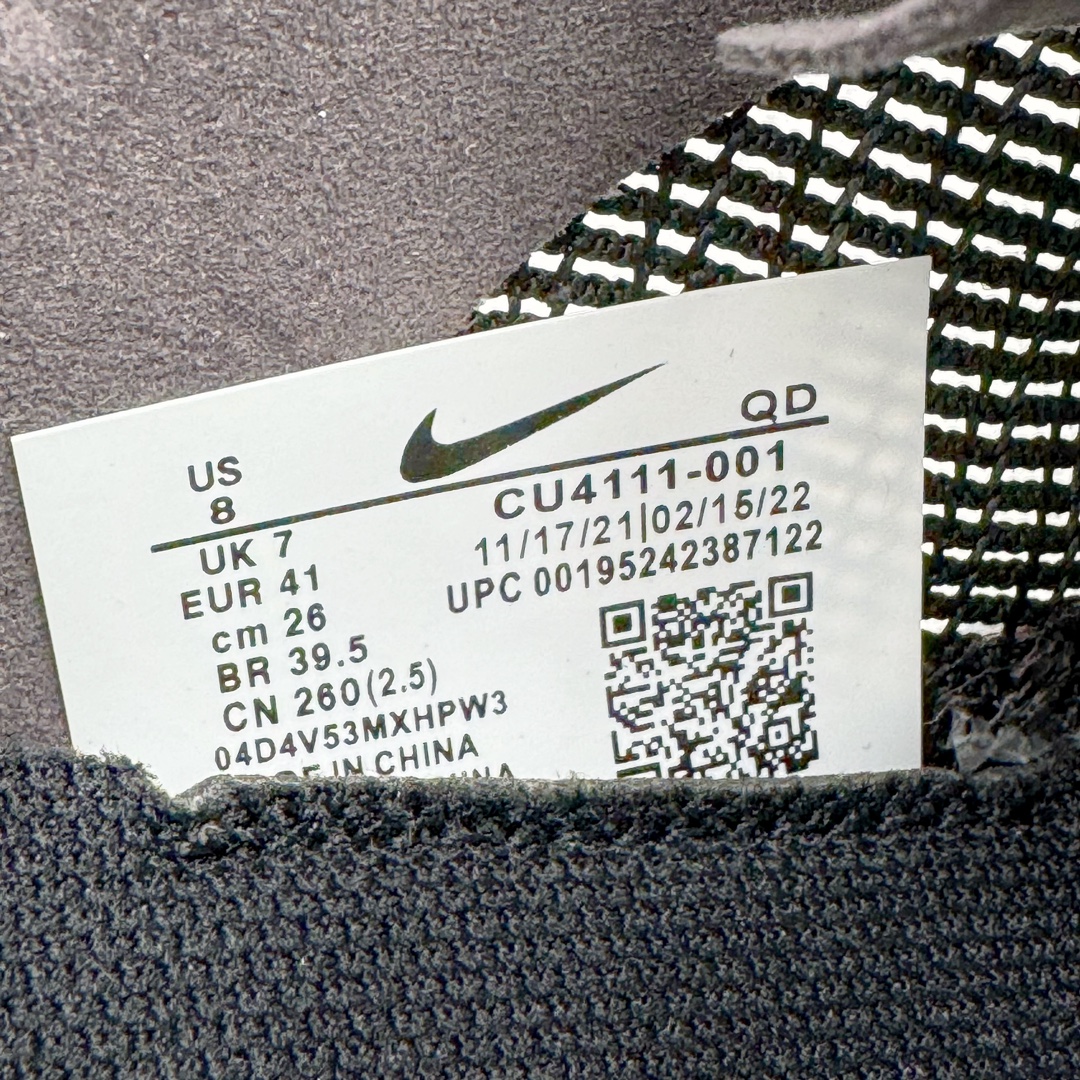 QD
US
8
CU4111-001
11/17/21|02/15/22
UPC 00195242387122
UK 7
EUR 41
cm 26
BR 39.5
CN 260(2.5)
04D4V53MXHPW3
IN CHINA